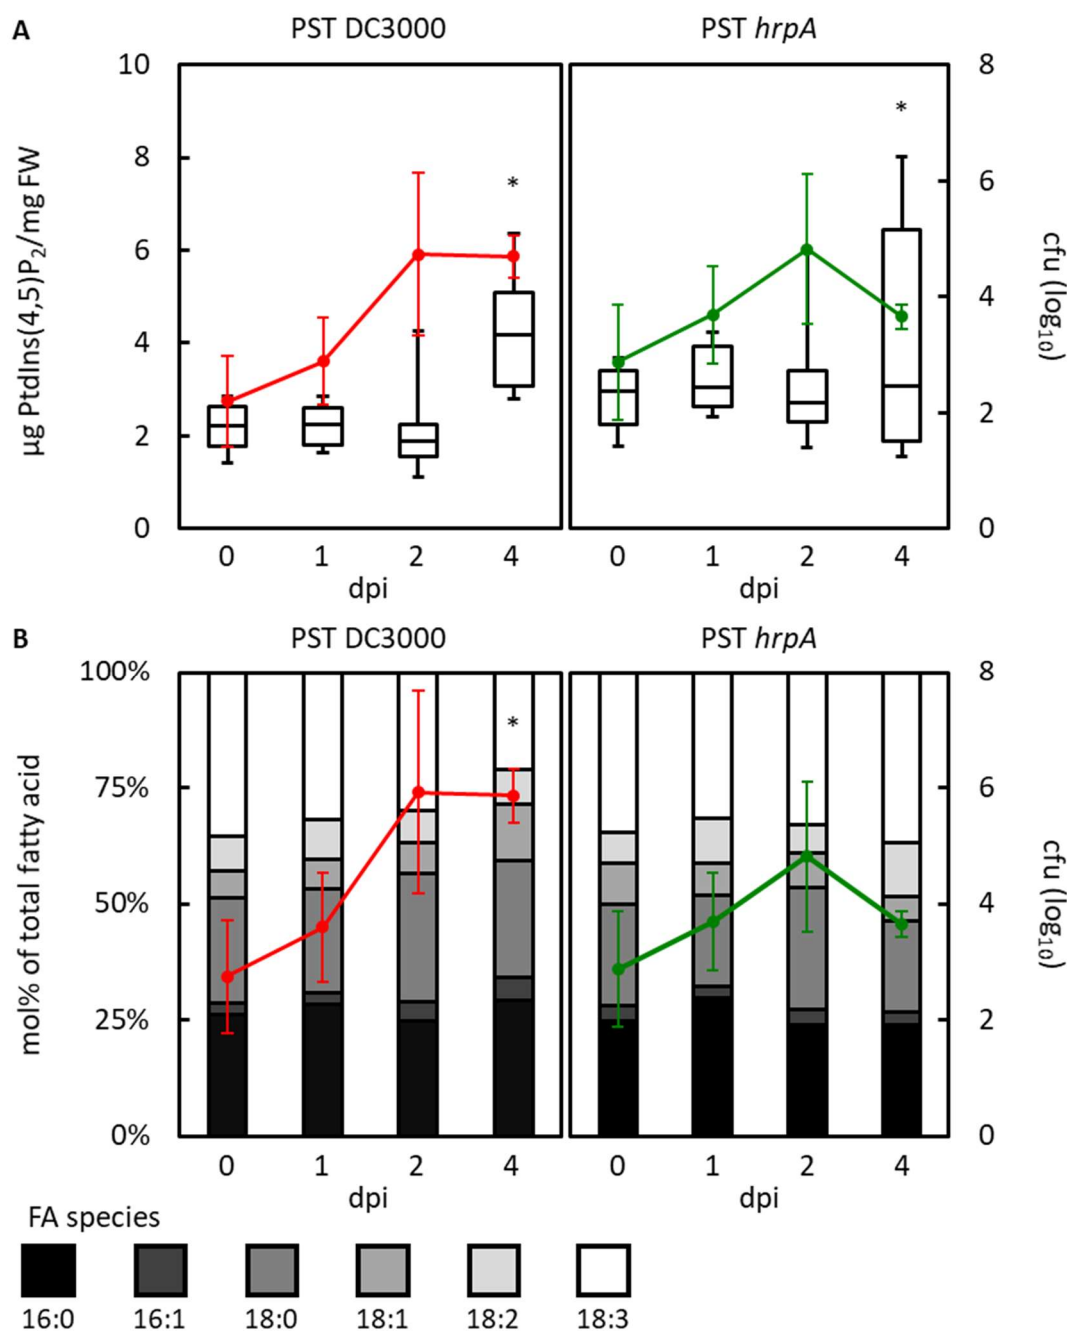 A
PST DC3000
PST hrpA
10
8
6
4
2
0
µg PtdIns(4,5)P₂/mg FW
*
*
8
6
4
2
0
cfu (log₁₀)
0 1 2 4
dpi
0 1 2 4
dpi
B
PST DC3000
PST hrpA
100%
75%
50%
25%
0%
mol% of total fatty acid
*
8
6
4
2
0
cfu (log₁₀)
0 1 2 4
dpi
0 1 2 4
dpi
FA species
16:0 16:1 18:0 18:1 18:2 18:3